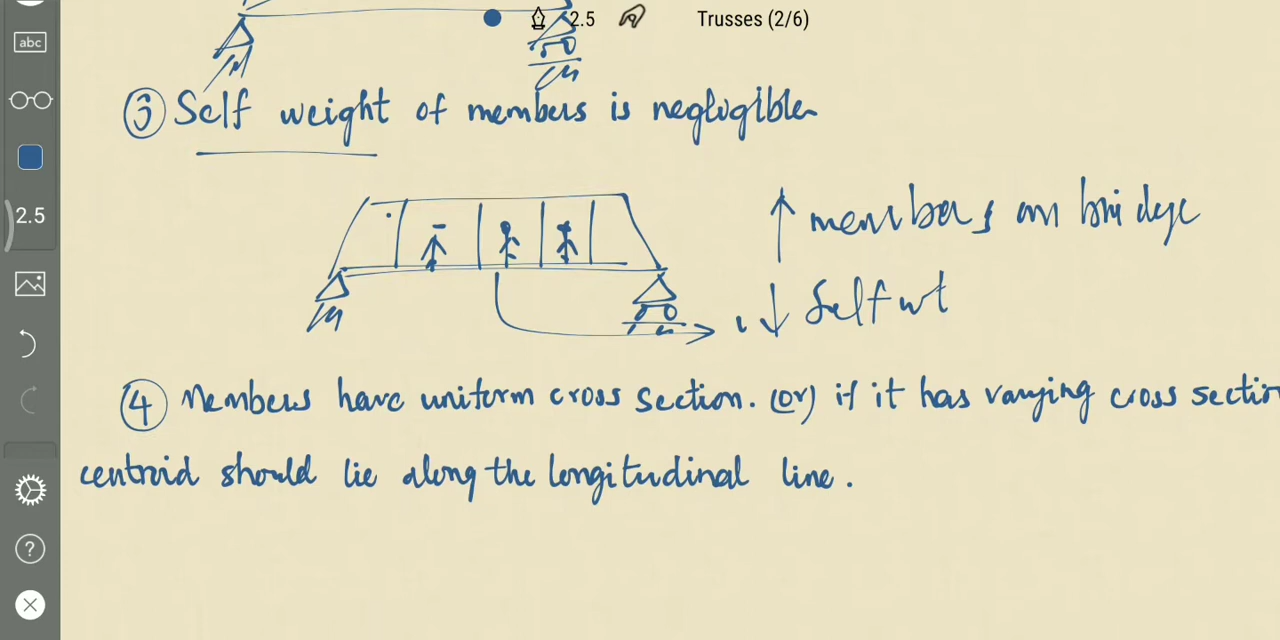 abc
2.5
Trusses (2/6)
2.5
③ Self weight of members is neglugible
↑ members on bridge
↓ Self wt
④ Members have uniform cross section. (or) if it has varying cross section
centroid should lie along the longitudinal line.
?